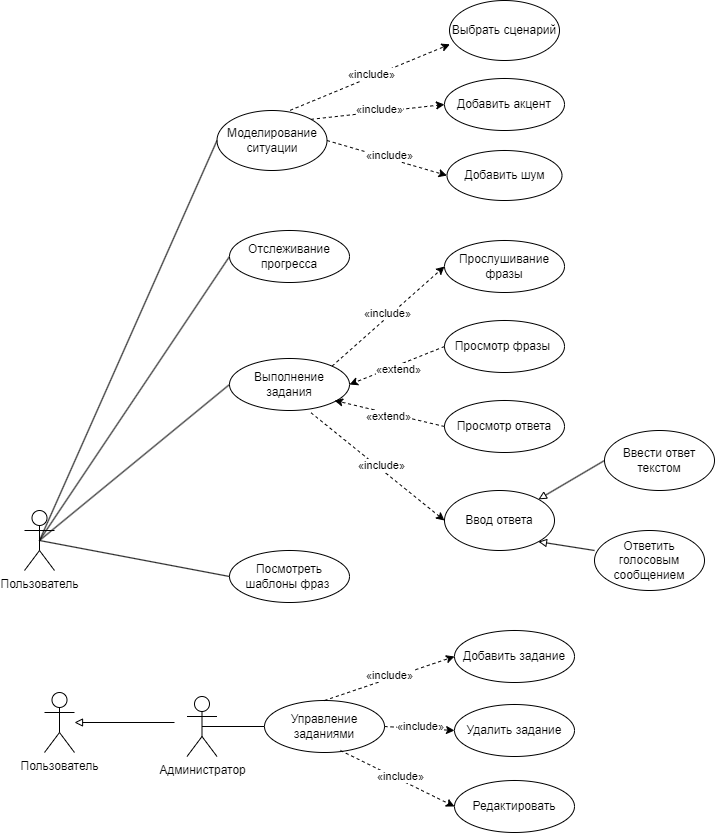 Выбрать сценарий
«include»
Добавить акцент
«include»
Моделирование
ситуации
«include»
Добавить шум
Отслеживание
прогресса
Прослушивание
фразы
«include»
Просмотр фразы
«extend»
Выполнение
задания
«extend»
Просмотр ответа
«include»
Ввести ответ
текстом
Ввод ответа
Ответить
голосовым
сообщением
Пользователь
Посмотреть
шаблоны фраз
Добавить задание
«include»
Управление
заданиями
«include»
Удалить задание
Пользователь
Администратор
«include»
Редактировать